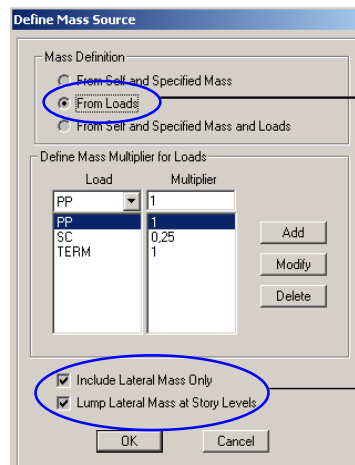 Define Mass Source
Mass Definition
From Self and Specified Mass
From Loads
From Self and Specified Mass and Loads
Define Mass Multiplier for Loads
Load Multiplier
PP 1
PP 1
SC 0,25
TERM 1
Add
Modify
Delete
Include Lateral Mass Only
Lump Lateral Mass at Story Levels
OK Cancel